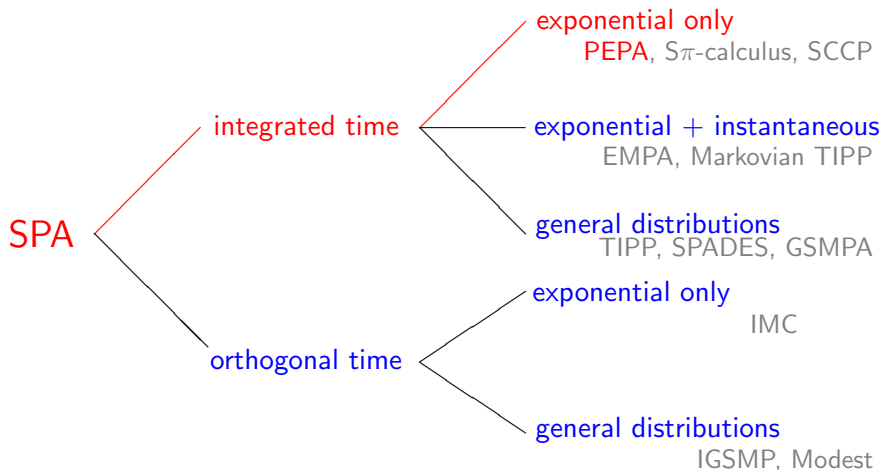 exponential only
PEPA, Sπ-calculus, SCCP
integrated time
exponential + instantaneous
EMPA, Markovian TIPP
SPA
general distributions
TIPP, SPADES, GSMPA
exponential only
IMC
orthogonal time
general distributions
IGSMP, Modest